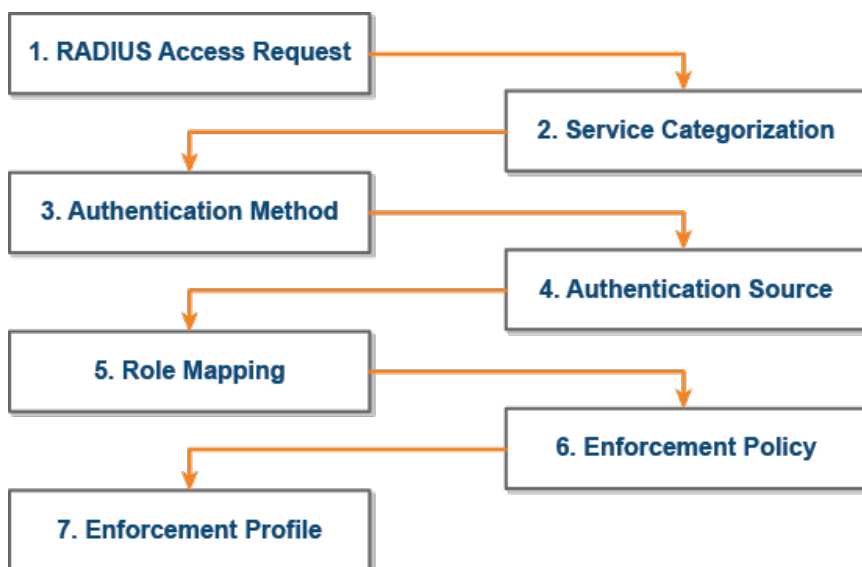 1. RADIUS Access Request
2. Service Categorization
3. Authentication Method
4. Authentication Source
5. Role Mapping
6. Enforcement Policy
7. Enforcement Profile